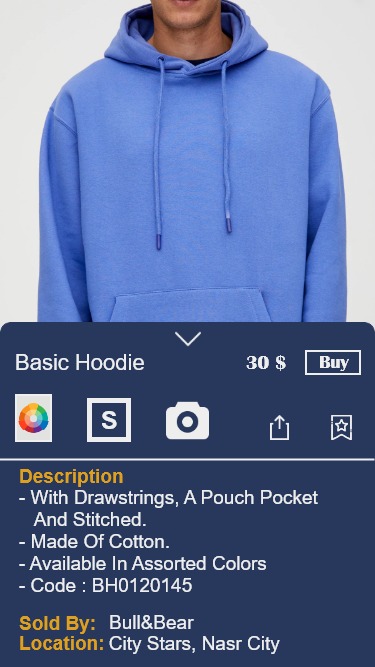 Basic Hoodie 30 $ Buy
S
Description
- With Drawstrings, A Pouch Pocket
And Stitched.
- Made Of Cotton.
- Available In Assorted Colors
- Code : BH0120145
Sold By: Bull&Bear
Location: City Stars, Nasr City